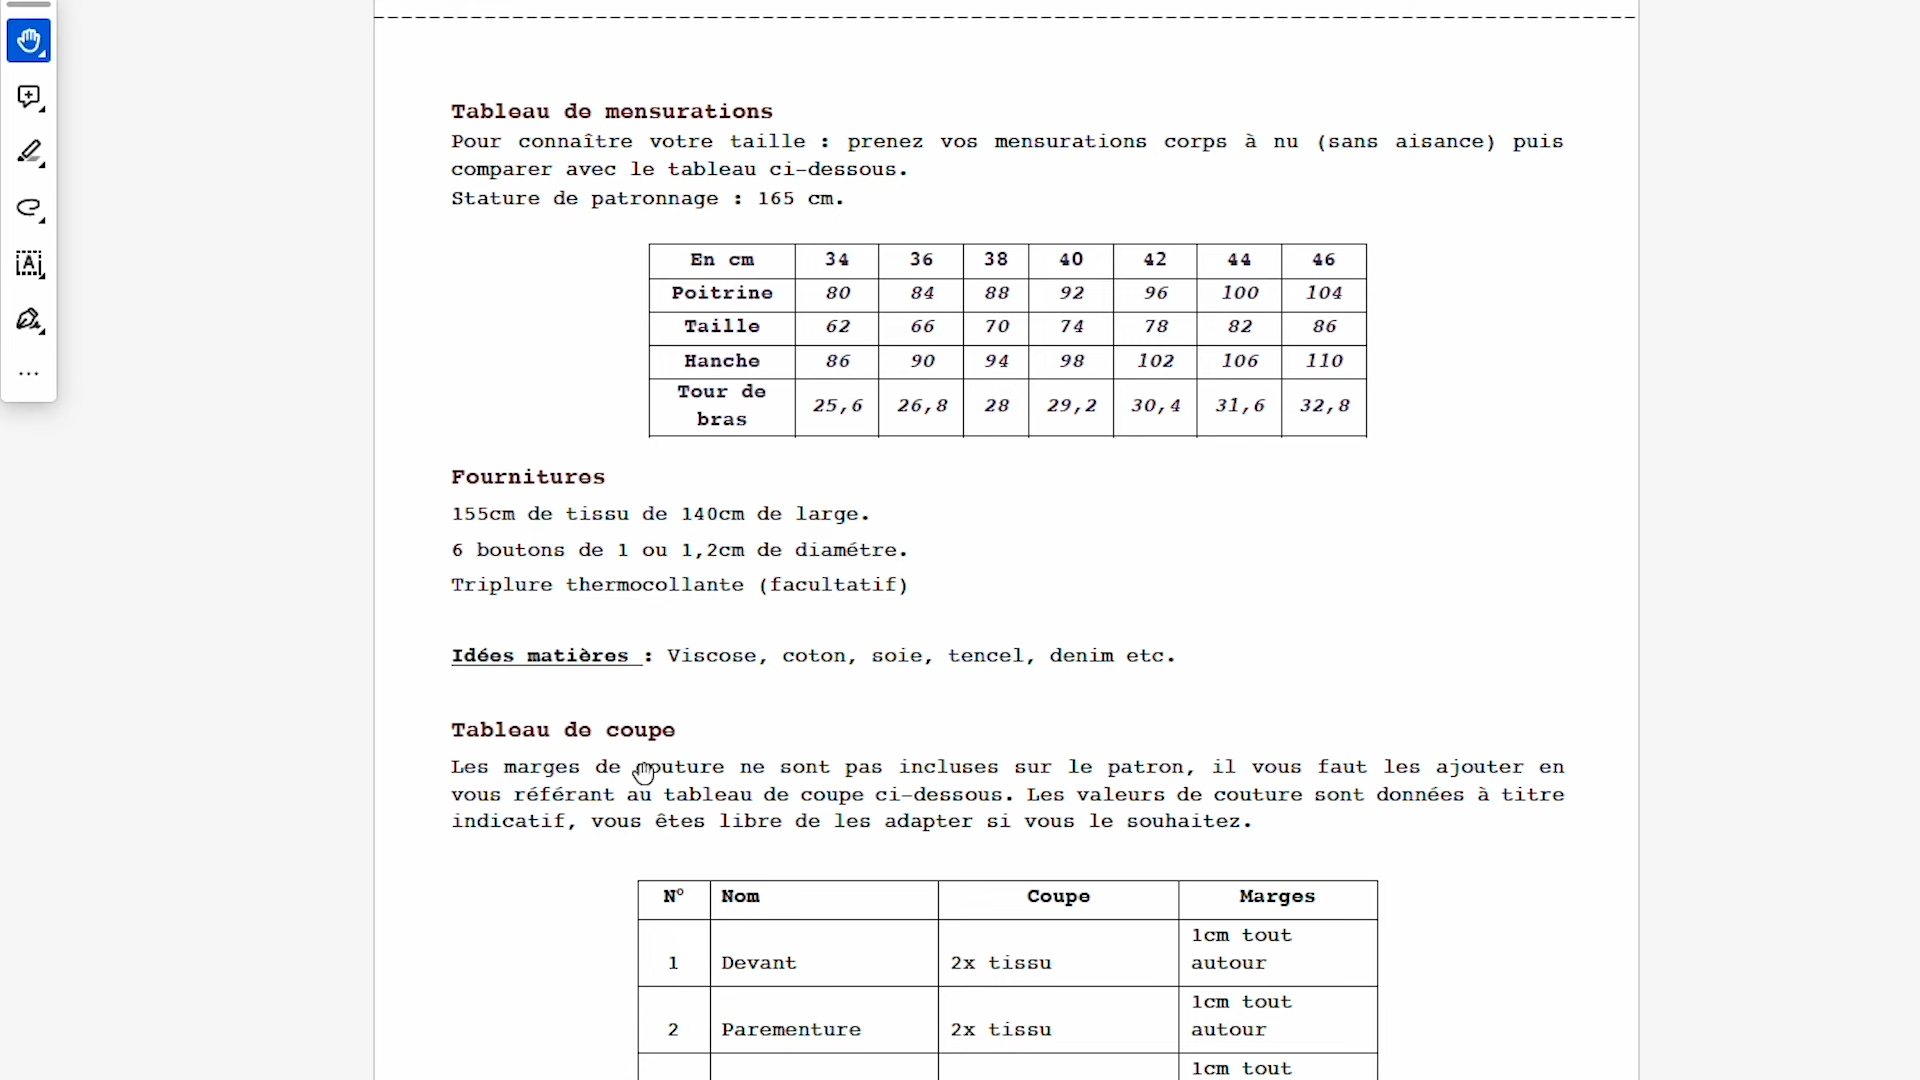 Tableau de mensurations
Pour connaître votre taille : prenez vos mensurations corps à nu (sans aisance) puis
comparer avec le tableau ci-dessous.
Stature de patronnage : 165 cm.
En cm 34 36 38 40 42 44 46
Poitrine 80 84 88 92 96 100 104
Taille 62 66 70 74 78 82 86
Hanche 86 90 94 98 102 106 110
Tour de bras 25,6 26,8 28 29,2 30,4 31,6 32,8
Fournitures
155cm de tissu de 140cm de large.
6 boutons de 1 ou 1,2cm de diamétre.
Triplure thermocollante (facultatif)
Idées matières : Viscose, coton, soie, tencel, denim etc.
Tableau de coupe
Les marges de couture ne sont pas incluses sur le patron, il vous faut les ajouter en
vous référant au tableau de coupe ci-dessous. Les valeurs de couture sont données à titre
indicatif, vous êtes libre de les adapter si vous le souhaitez.
N° Nom Coupe Marges
1 Devant 2x tissu 1cm tout autour
2 Parementure 2x tissu 1cm tout autour
1cm tout